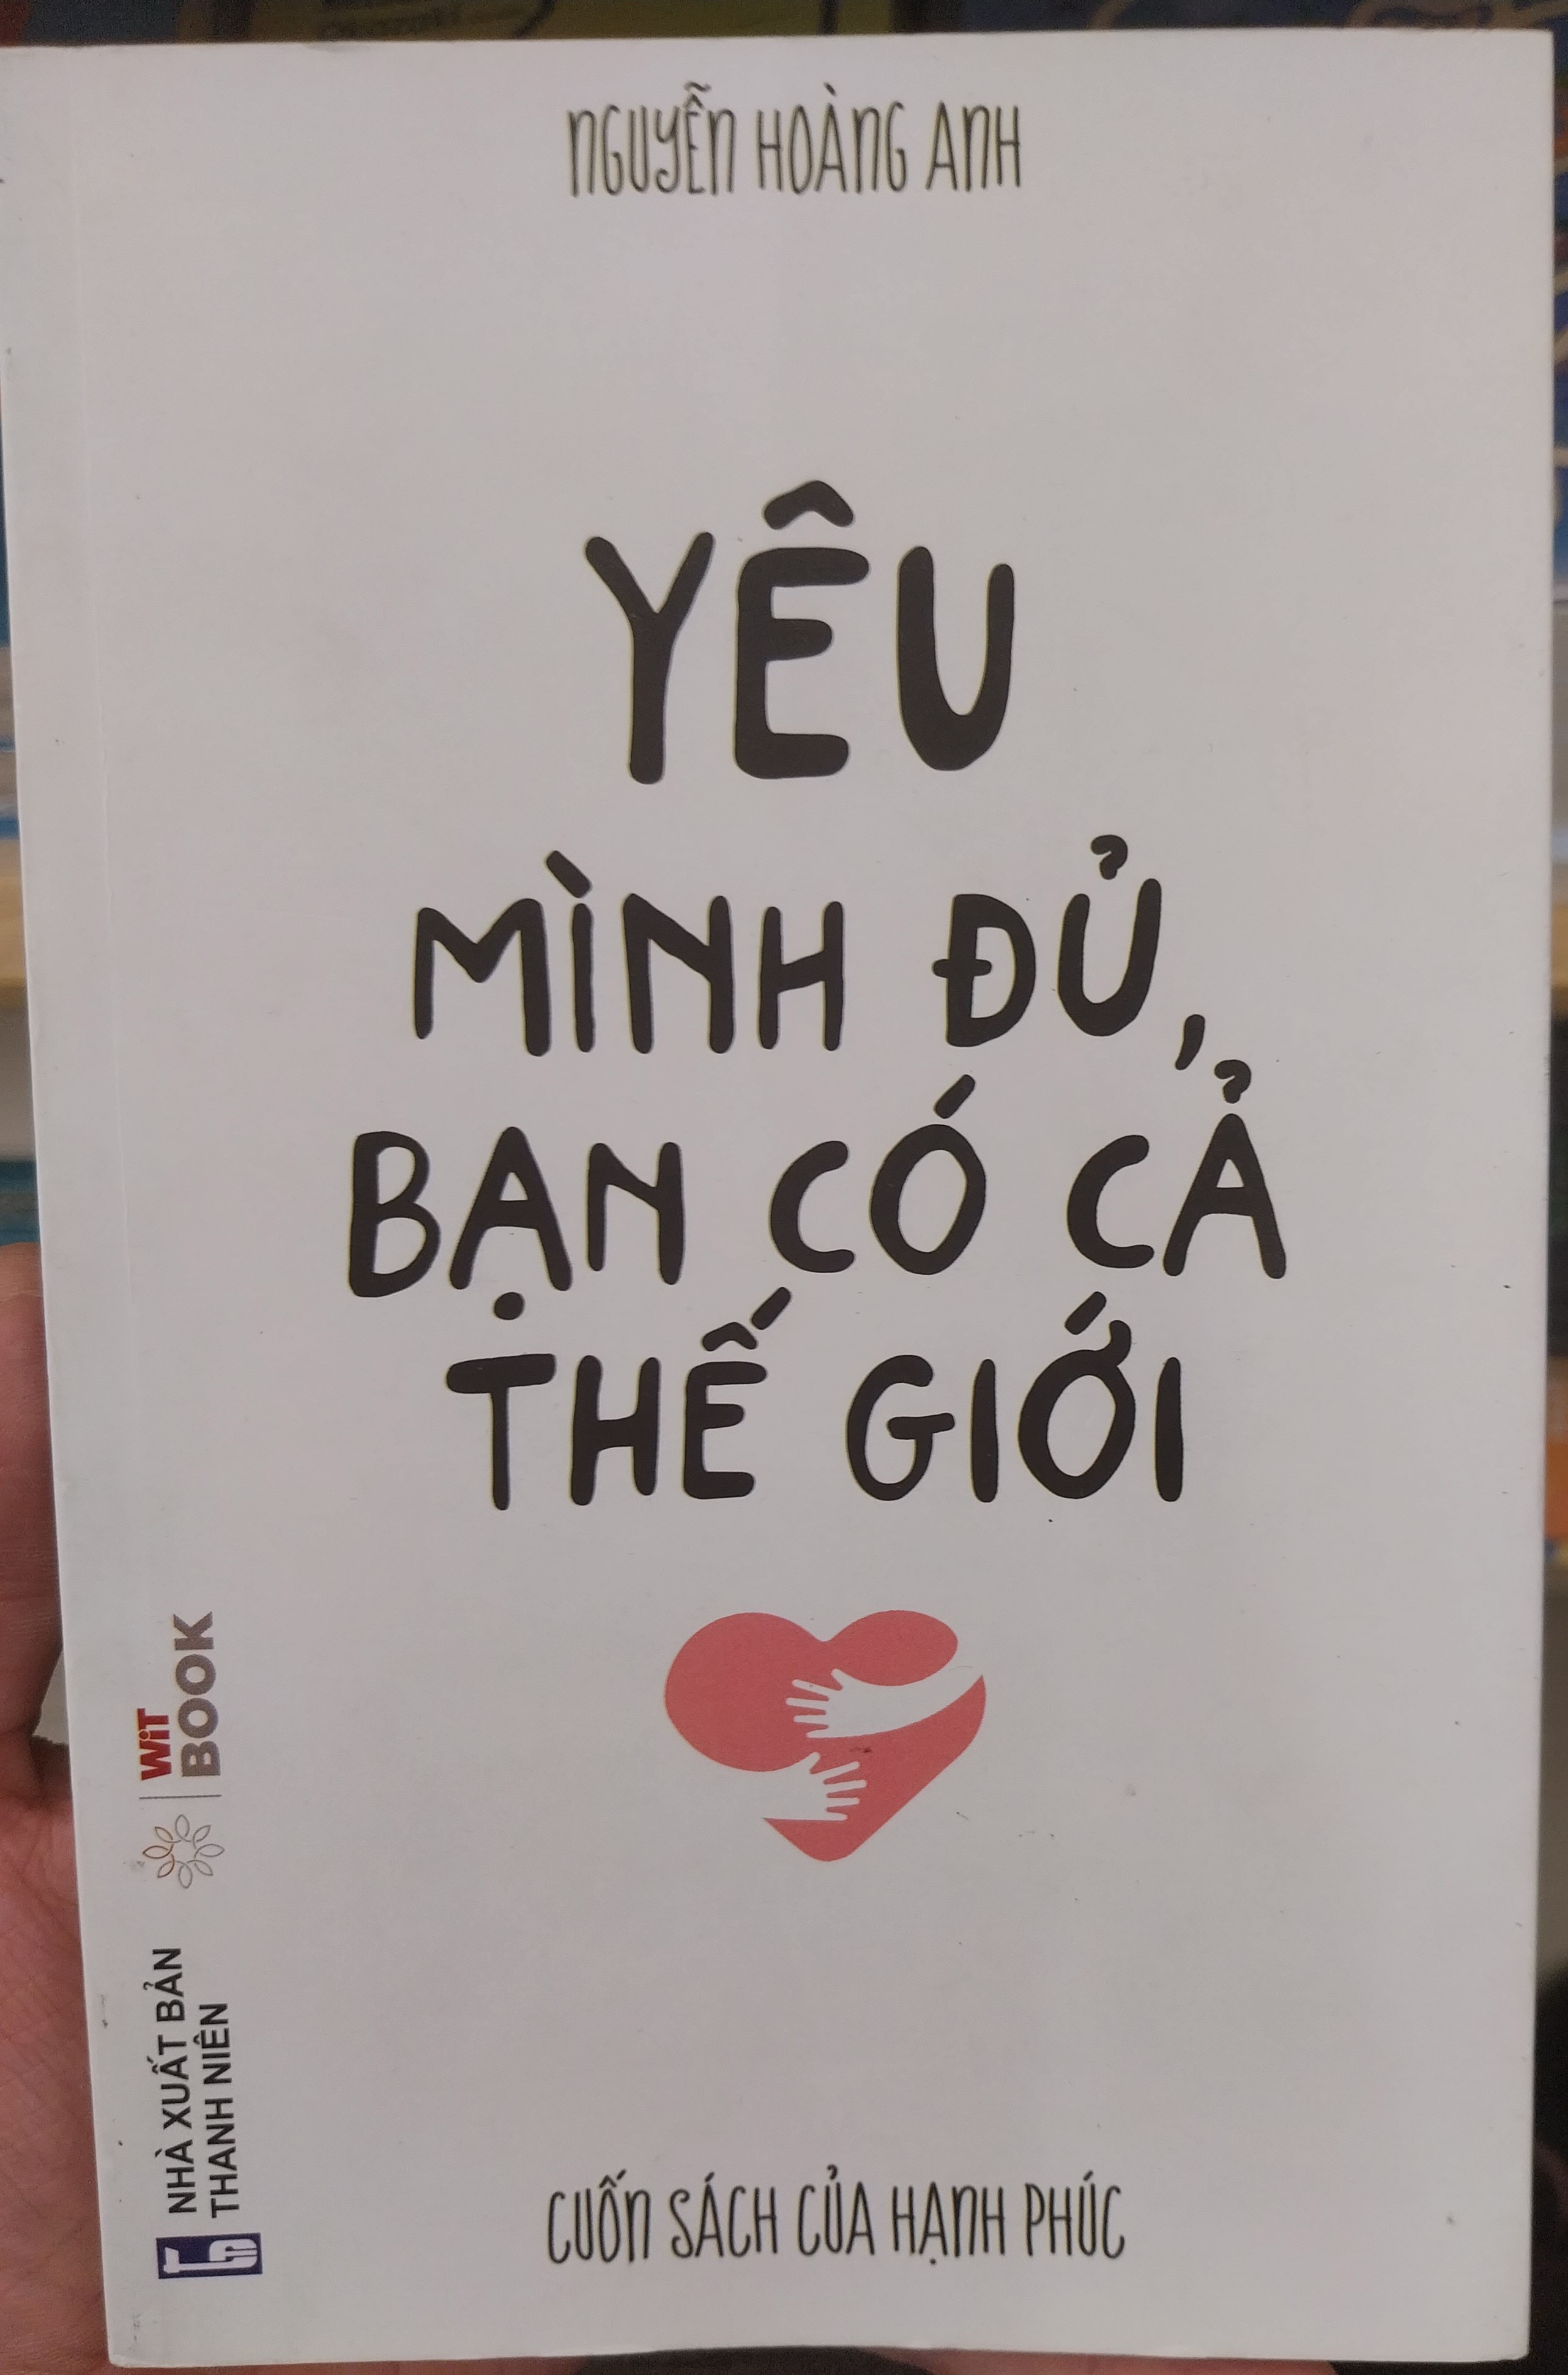 NGUYỄN HOÀNG ANH
YÊU
MÌNH ĐỦ,
BẠN CÓ CẢ
THẾ GIỚI
WiT
BOOK
NHÀ XUẤT BẢN
THANH NIÊN
CUỐN SÁCH CỦA HẠNH PHÚC